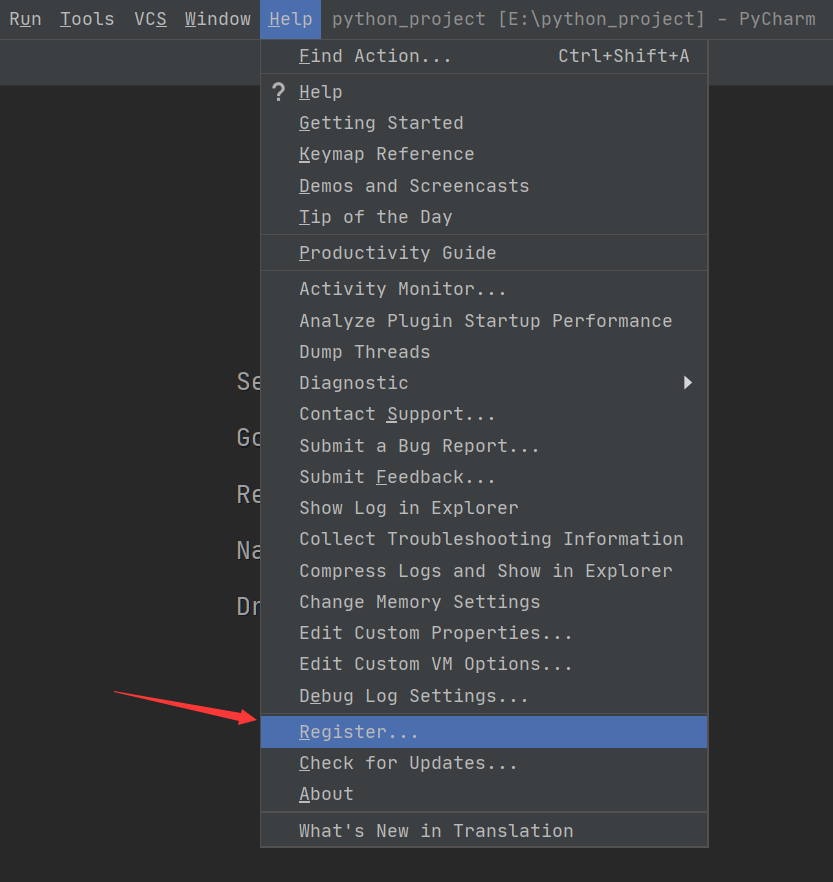 Run Tools VCS Window Help python_project [E:\python_project] - PyCharm
Find Action... Ctrl+Shift+A
? Help
Getting Started
Keymap Reference
Demos and Screencasts
Tip of the Day
Productivity Guide
Activity Monitor...
Analyze Plugin Startup Performance
Dump Threads
Diagnostic
Contact Support...
Submit a Bug Report...
Submit Feedback...
Show Log in Explorer
Collect Troubleshooting Information
Compress Logs and Show in Explorer
Change Memory Settings
Edit Custom Properties...
Edit Custom VM Options...
Debug Log Settings...
Register...
Check for Updates...
About
What's New in Translation
Se
Go
Re
Na
Dr